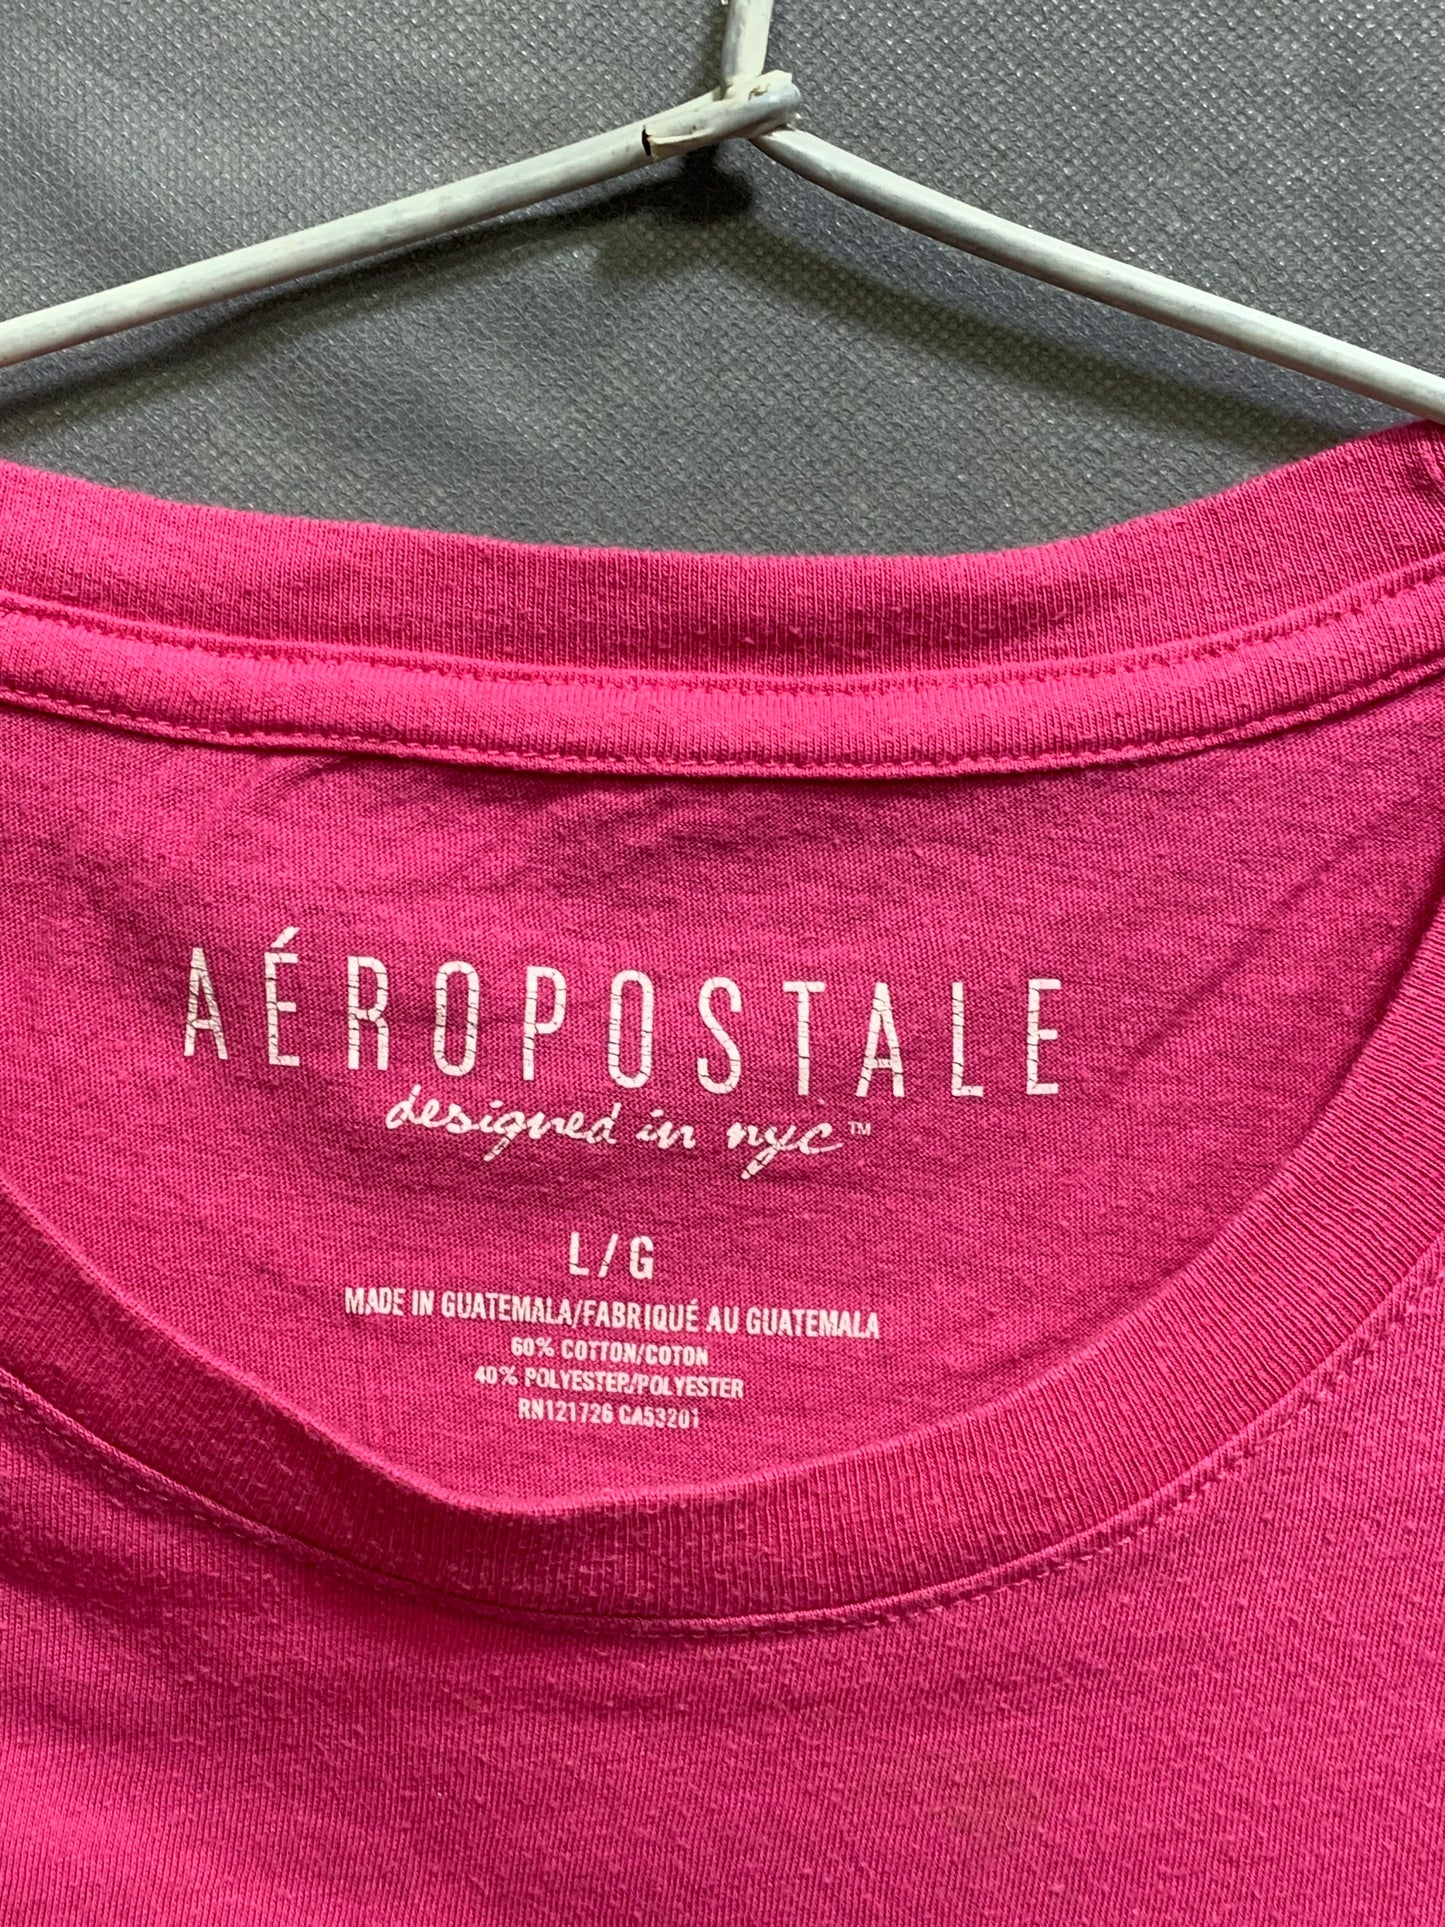 AÉROPOSTALE
designed in nyc™
L/G
MADE IN GUATEMALA/FABRIQUÉ AU GUATEMALA
60% COTTON/COTON
40% POLYESTER/POLYESTER
RN121726 CA53201